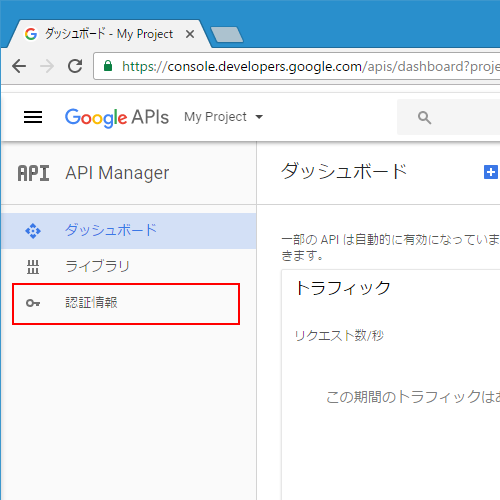 ダッシュボード - My Project
https://console.developers.google.com/apis/dashboard?proje
Google APIs My Project
API API Manager
ダッシュボード
ダッシュボード
ライブラリ
認証情報
一部の API は自動的に有効になっていま
きます。
トラフィック
リクエスト数/秒
この期間のトラフィックは